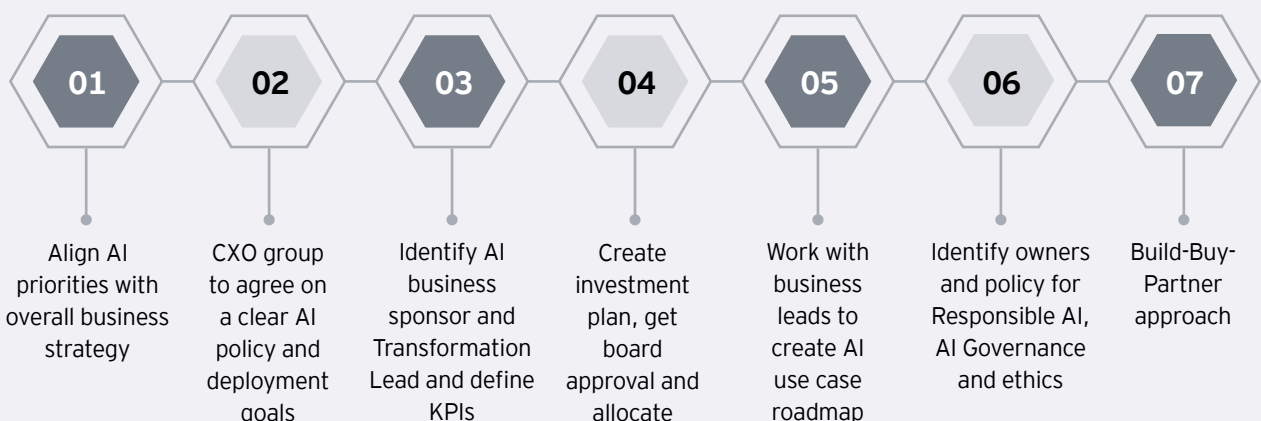 01
02
03
04
05
06
07
Align AI
priorities with
overall business
strategy
CXO group
to agree on
a clear AI
policy and
deployment
goals
Identify AI
business
sponsor and
Transformation
Lead and define
KPIs
Create
investment
plan, get
board
approval and
allocate
Work with
business
leads to
create AI
use case
roadmap
Identify owners
and policy for
Responsible AI,
AI Governance
and ethics
Build-Buy-
Partner
approach